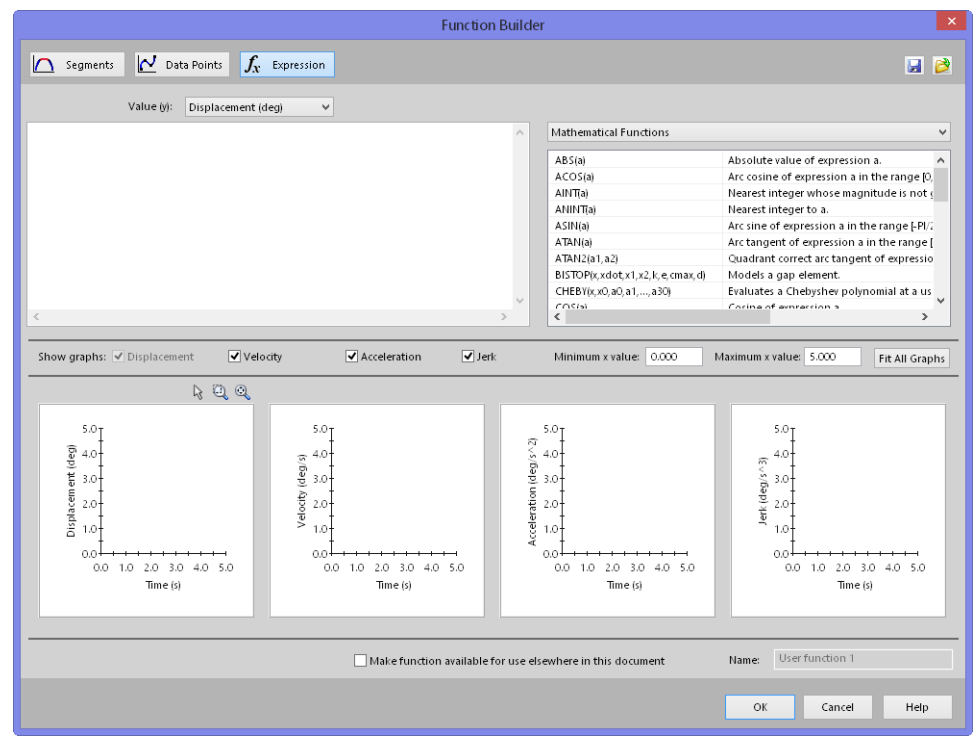 Function Builder
Segments Data Points fx Expression
Value (y): Displacement (deg)
Mathematical Functions
ABS(a) Absolute value of expression a.
ACOS(a) Arc cosine of expression a in the range [0,
AINT(a) Nearest integer whose magnitude is not g
ANINT(a) Nearest integer to a.
ASIN(a) Arc sine of expression a in the range [-PI/2
ATAN(a) Arc tangent of expression a in the range [
ATAN2(a1,a2) Quadrant correct arc tangent of expressio
BISTOP(x,xdot,x1,x2,k,e,cmax,d) Models a gap element.
CHEBY(x,x0,a0,a1,...,a30) Evaluates a Chebyshev polynomial at a us
COS(a) Cosine of expression a
Show graphs: Displacement Velocity Acceleration Jerk Minimum x value: 0.000 Maximum x value: 5.000 Fit All Graphs
Displacement (deg)
5.0
4.0
3.0
2.0
1.0
0.0
0.0 1.0 2.0 3.0 4.0 5.0
Time (s)
Velocity (deg/s)
5.0
4.0
3.0
2.0
1.0
0.0
0.0 1.0 2.0 3.0 4.0 5.0
Time (s)
Acceleration (deg/s^2)
5.0
4.0
3.0
2.0
1.0
0.0
0.0 1.0 2.0 3.0 4.0 5.0
Time (s)
Jerk (deg/s^3)
5.0
4.0
3.0
2.0
1.0
0.0
0.0 1.0 2.0 3.0 4.0 5.0
Time (s)
Make function available for use elsewhere in this document Name: User function 1
OK Cancel Help